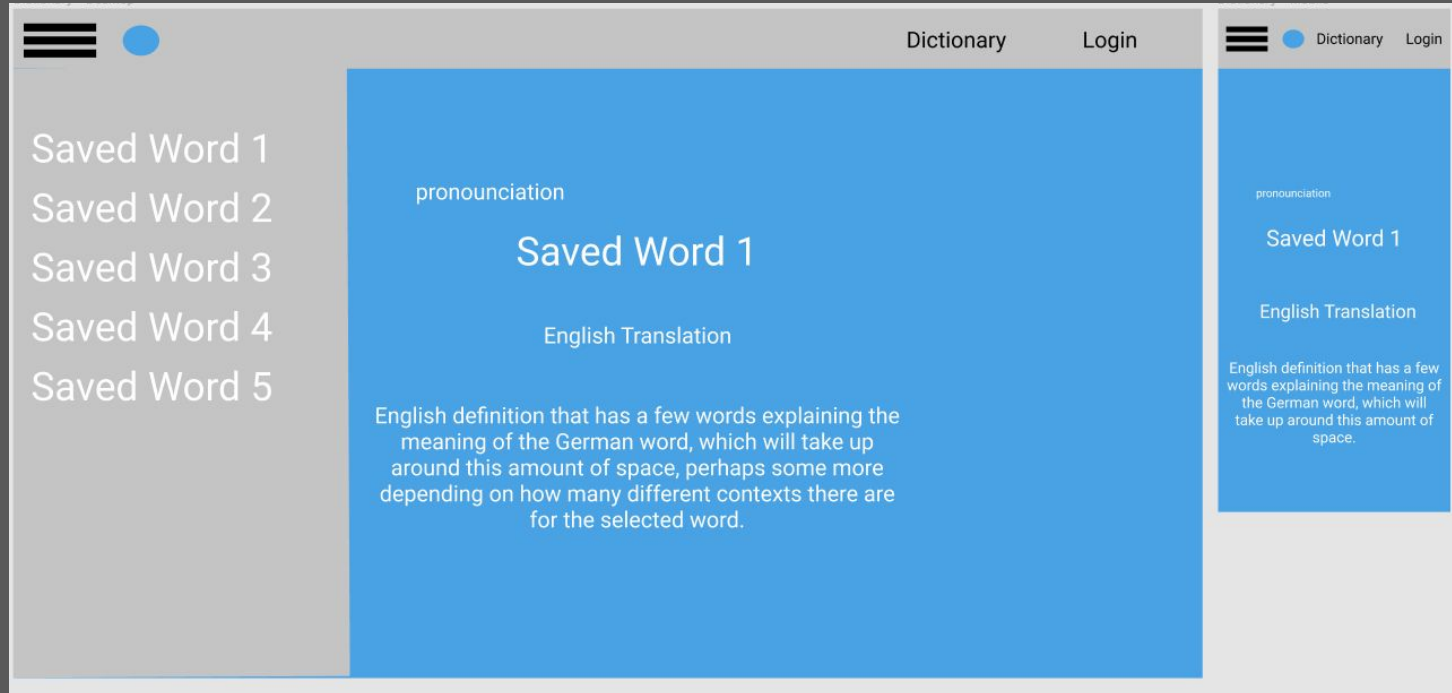 Dictionary Login
Saved Word 1
Saved Word 2
Saved Word 3
Saved Word 4
Saved Word 5
pronounciation
Saved Word 1
English Translation
English definition that has a few words explaining the
meaning of the German word, which will take up
around this amount of space, perhaps some more
depending on how many different contexts there are
for the selected word.
Dictionary Login
pronounciation
Saved Word 1
English Translation
English definition that has a few
words explaining the meaning of
the German word, which will
take up around this amount of
space.